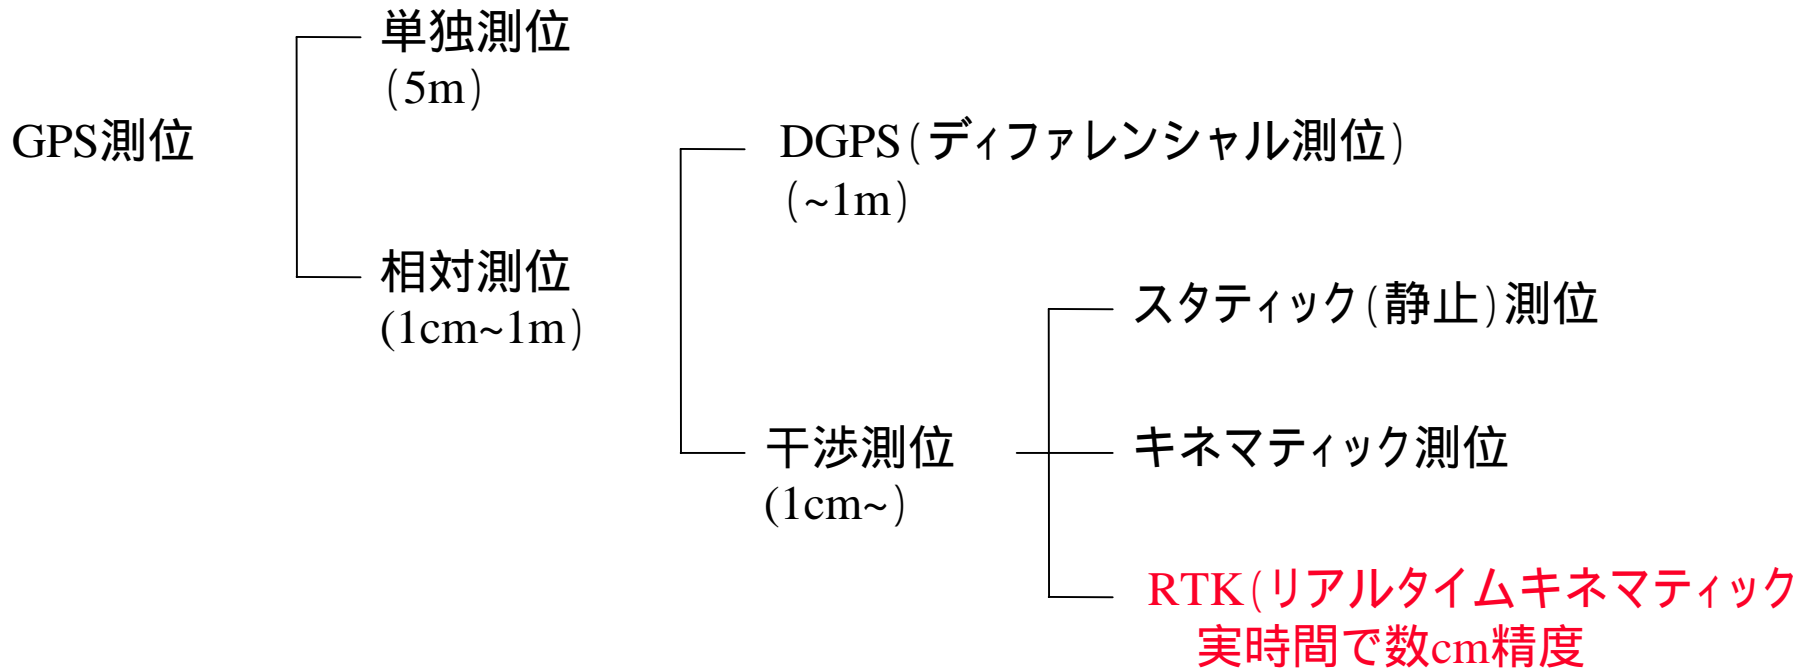 単独測位
(5m)
GPS測位
DGPS(ディファレンシャル測位)
(~1m)
相対測位
(1cm~1m)
スタティック(静止)測位
干渉測位
(1cm~)
キネマティック測位
RTK(リアルタイムキネマティック
実時間で数cm精度